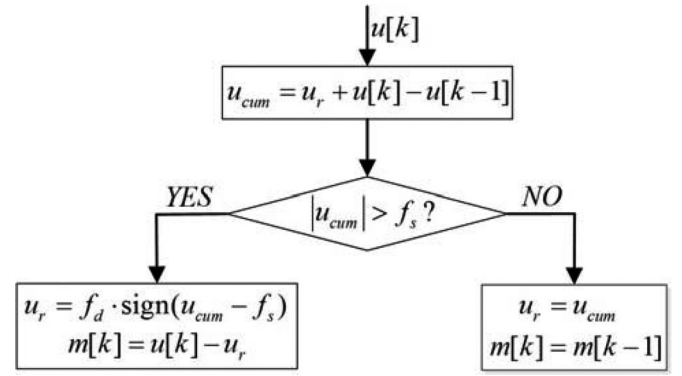 u[k]
u_cum = u_r + u[k] − u[k − 1]
YES
|u_cum| > f_s ?
NO
u_r = f_d · sign(u_cum − f_s)
m[k] = u[k] − u_r
u_r = u_cum
m[k] = m[k − 1]